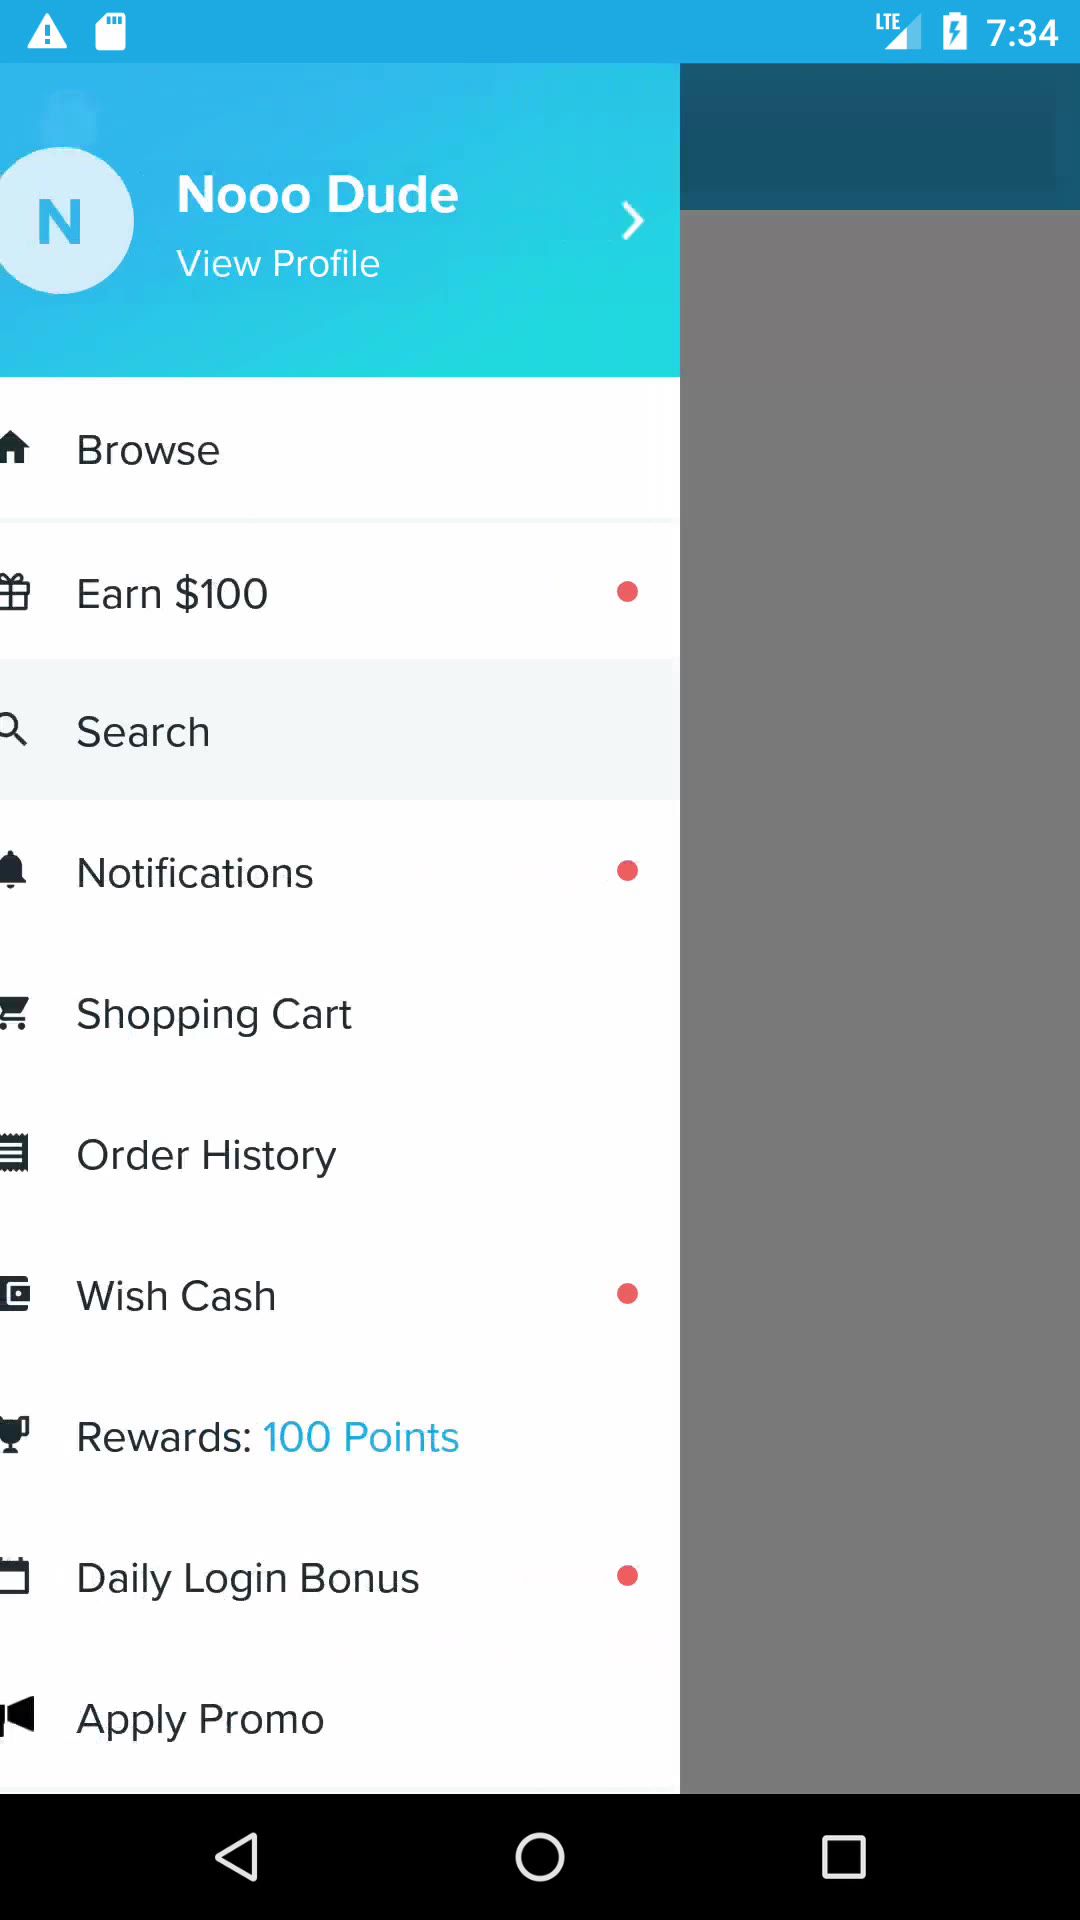 LTE 7:34
N
Nooo Dude
View Profile
Browse
Earn $100
Search
Notifications
Shopping Cart
Order History
Wish Cash
Rewards: 100 Points
Daily Login Bonus
Apply Promo